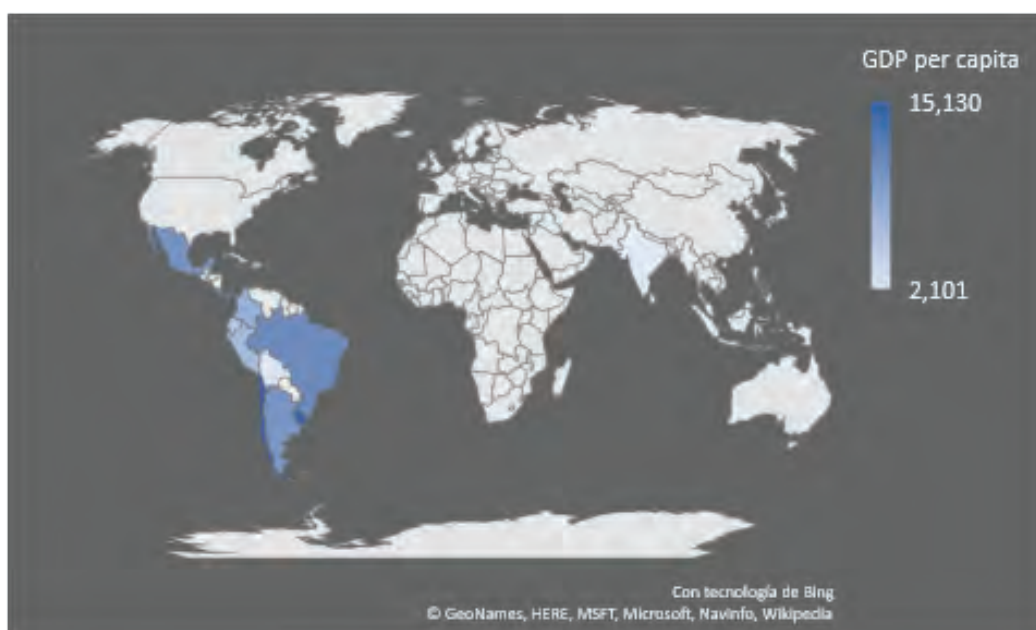 GDP per capita
15,130
2,101
Con tecnología de Bing
© GeoNames, HERE, MSFT, Microsoft, NavInfo, Wikipedia